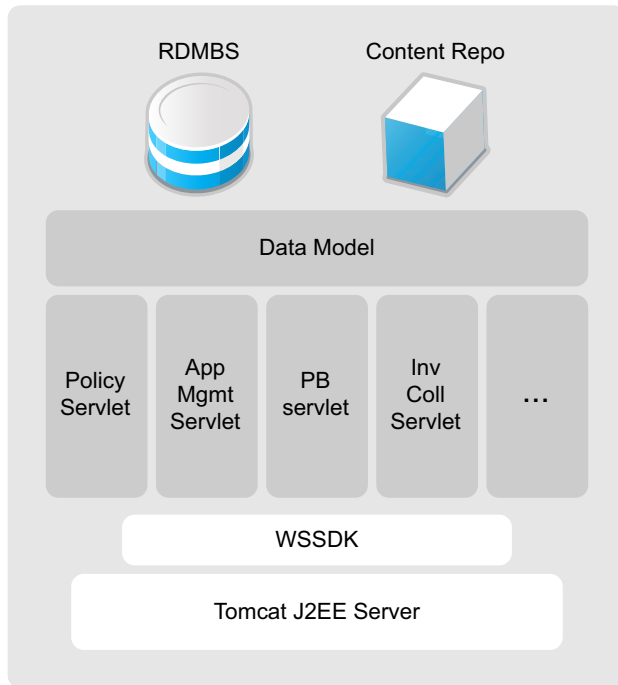 RDMBS
Content Repo
Data Model
Policy
Servlet
App
Mgmt
Servlet
PB
servlet
Inv
Coll
Servlet
...
WSSDK
Tomcat J2EE Server